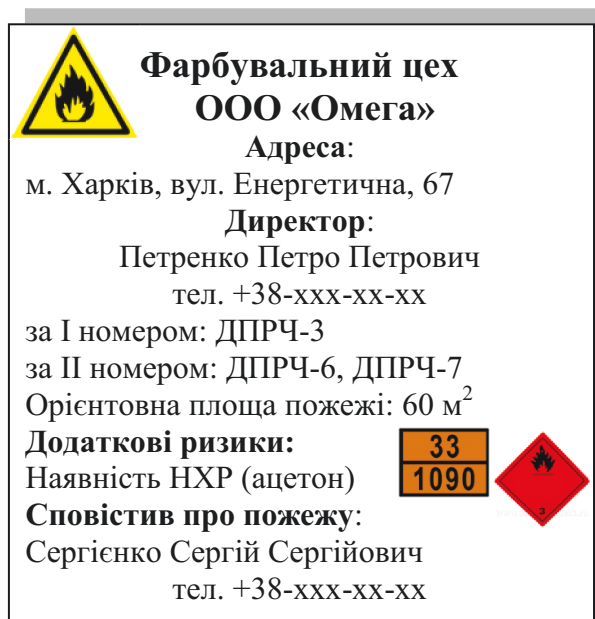 Фарбувальний цех
ООО «Омега»
Адреса:
м. Харків, вул. Енергетична, 67
Директор:
Петренко Петро Петрович
тел. +38-xxx-xx-xx
за І номером: ДПРЧ-3
за ІІ номером: ДПРЧ-6, ДПРЧ-7
Орієнтовна площа пожежі: 60 м²
Додаткові ризики:
Наявність НХР (ацетон)
33
1090
3
Сповістив про пожежу:
Сергієнко Сергій Сергійович
тел. +38-xxx-xx-xx